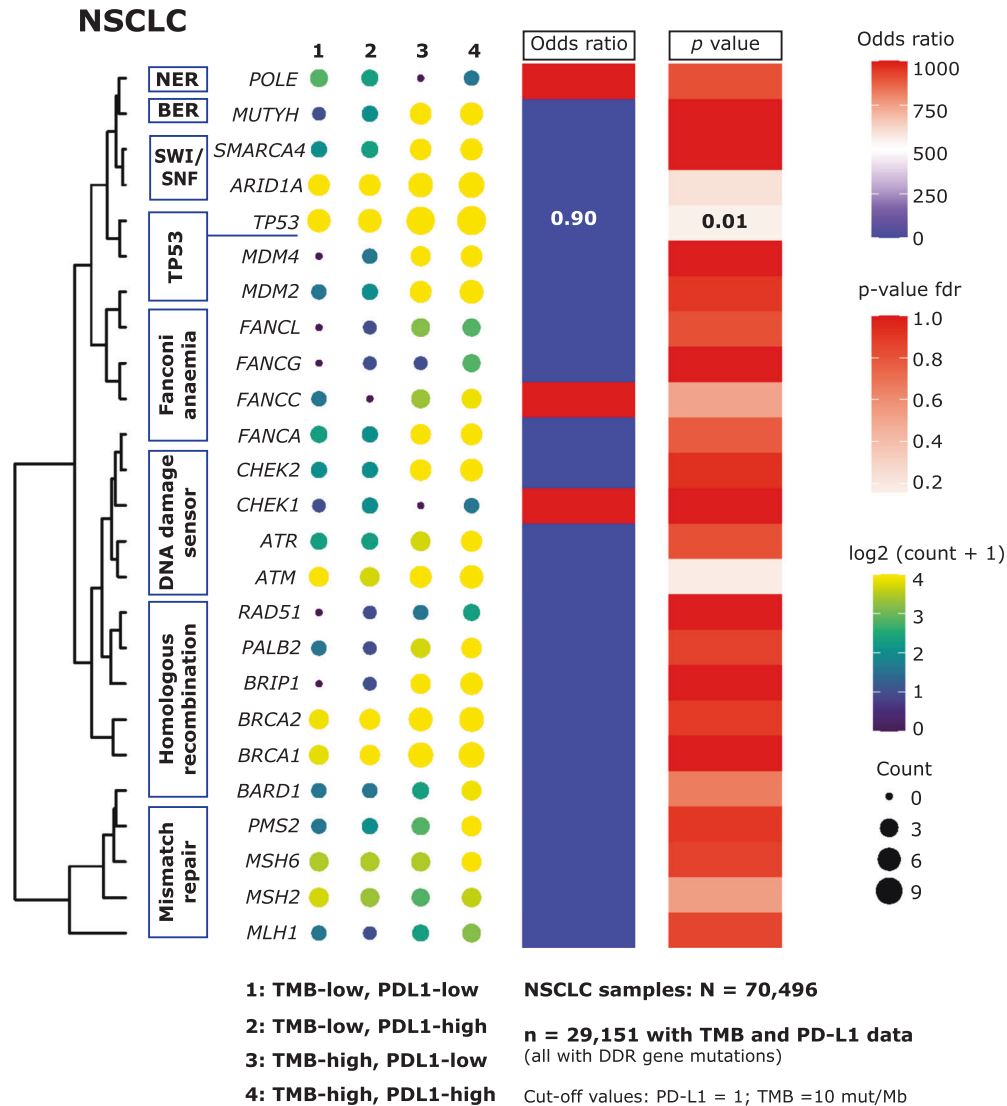 NSCLC
1 2 3 4
Odds ratio
p value
NER
BER
SWI/
SNF
TP53
Fanconi
anaemia
DNA damage
sensor
Homologous
recombination
Mismatch
repair
POLE
MUTYH
SMARCA4
ARID1A
TP53
MDM4
MDM2
FANCL
FANCG
FANCC
FANCA
CHEK2
CHEK1
ATR
ATM
RAD51
PALB2
BRIP1
BRCA2
BRCA1
BARD1
PMS2
MSH6
MSH2
MLH1
0.90
0.01
Odds ratio
1000
750
500
250
0
p-value fdr
1.0
0.8
0.6
0.4
0.2
log2 (count + 1)
4
3
2
1
0
Count
0
3
6
9
1: TMB-low, PDL1-low
2: TMB-low, PDL1-high
3: TMB-high, PDL1-low
4: TMB-high, PDL1-high
NSCLC samples: N = 70,496
n = 29,151 with TMB and PD-L1 data
(all with DDR gene mutations)
Cut-off values: PD-L1 = 1; TMB =10 mut/Mb